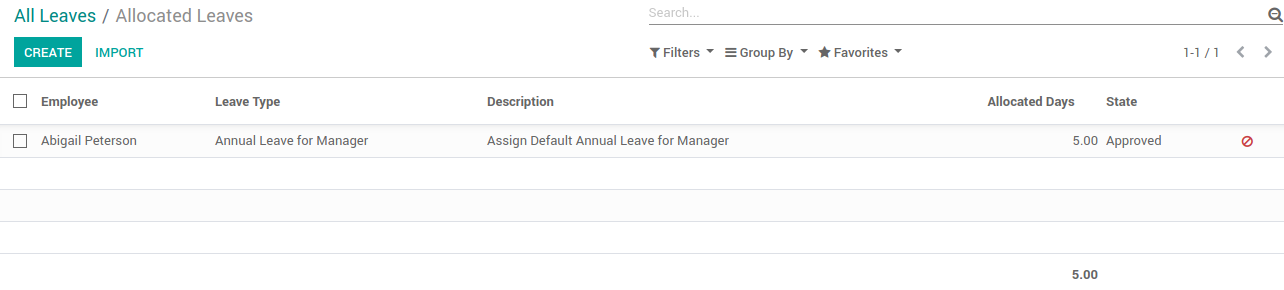 All Leaves / Allocated Leaves
Search...
CREATE IMPORT
Filters Group By Favorites 1-1 / 1
Employee Leave Type Description Allocated Days State
Abigail Peterson Annual Leave for Manager Assign Default Annual Leave for Manager 5.00 Approved
5.00